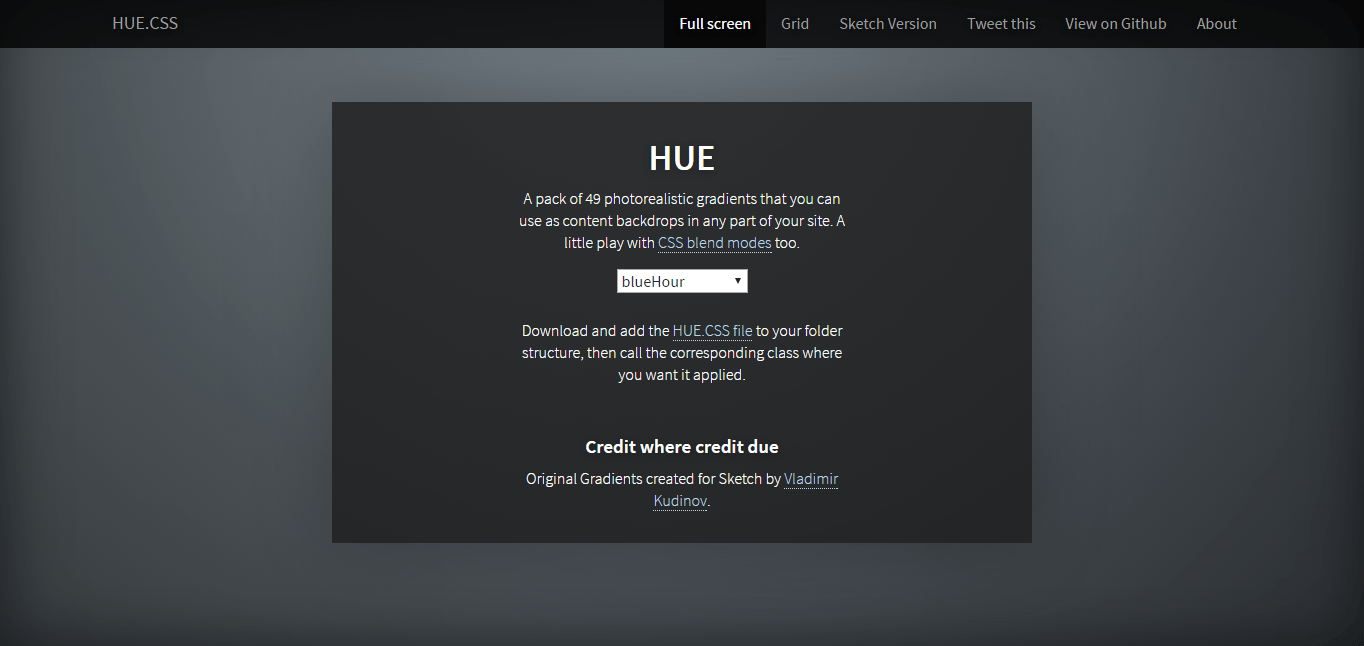 HUE.CSS
Full screen
Grid
Sketch Version
Tweet this
View on Github
About
HUE
A pack of 49 photorealistic gradients that you can
use as content backdrops in any part of your site. A
little play with CSS blend modes too.
blueHour
Download and add the HUE.CSS file to your folder
structure, then call the corresponding class where
you want it applied.
Credit where credit due
Original Gradients created for Sketch by Vladimir
Kudinov.